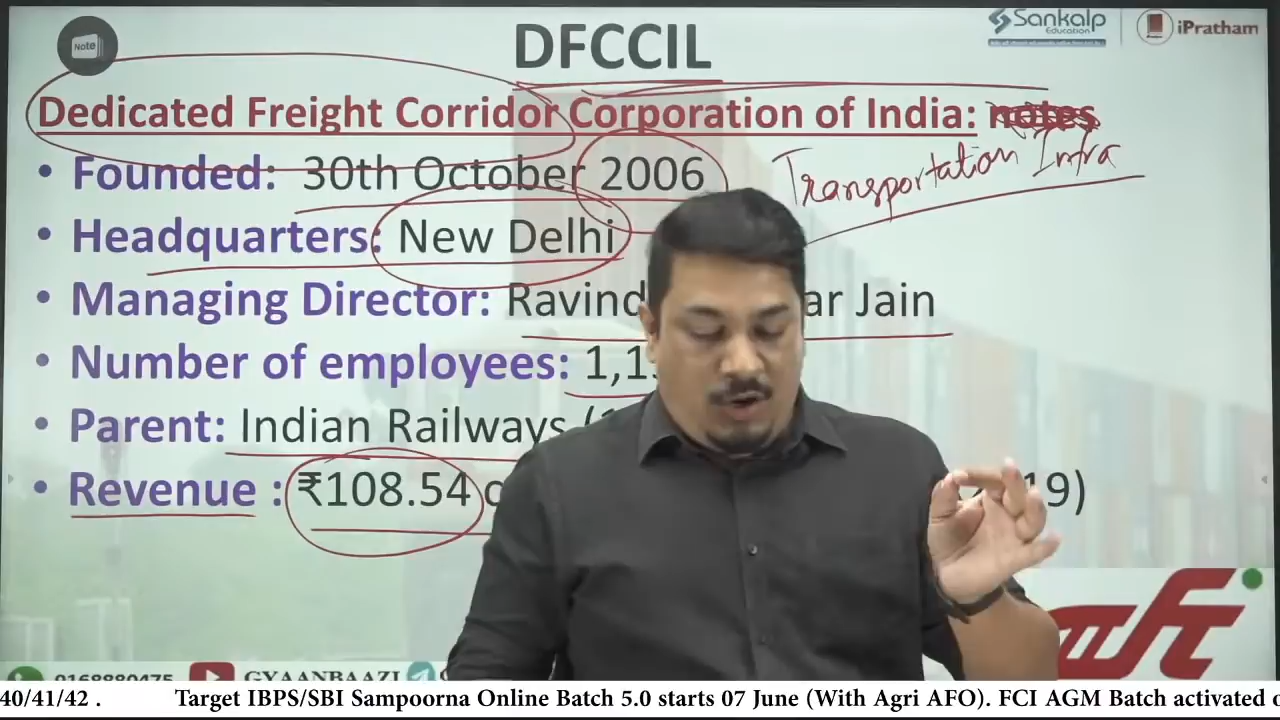 Note
DFCCIL
Sankalp
Education
iPratham
Dedicated Freight Corridor Corporation of India: notes
Transportation Infra
• Founded: 30th October 2006
• Headquarters: New Delhi
• Managing Director: Ravind ar Jain
• Number of employees: 1,1
• Parent: Indian Railways (
• Revenue : ₹108.54 19)
9168880475 GYAANBAAZI
40/41/42 . Target IBPS/SBI Sampoorna Online Batch 5.0 starts 07 June (With Agri AFO). FCI AGM Batch activated